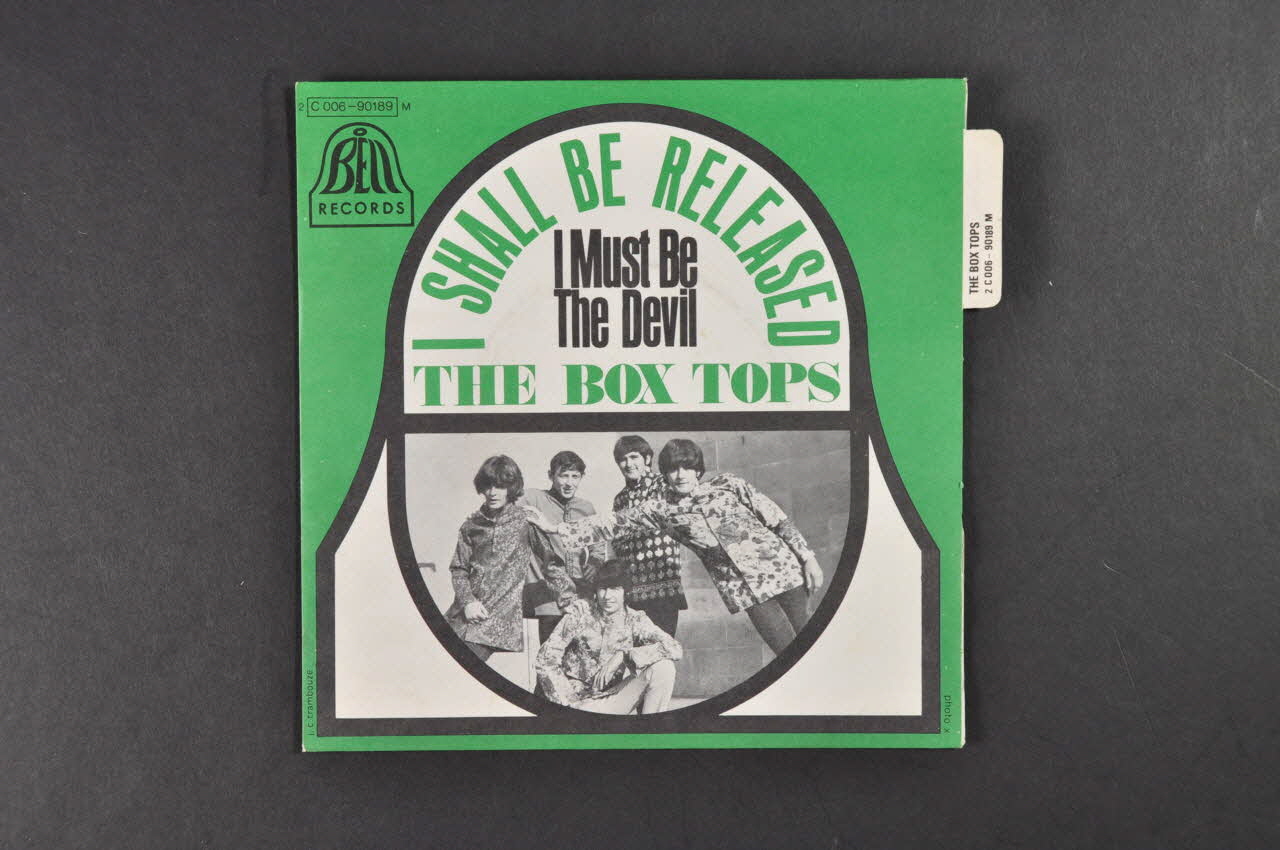 2 C 006-90189 M
BELL
RECORDS
I SHALL BE RELEASED
I Must Be
The Devil
THE BOX TOPS
THE BOX TOPS
2 C 006 - 90189 M
j. c. trambouze
photo x